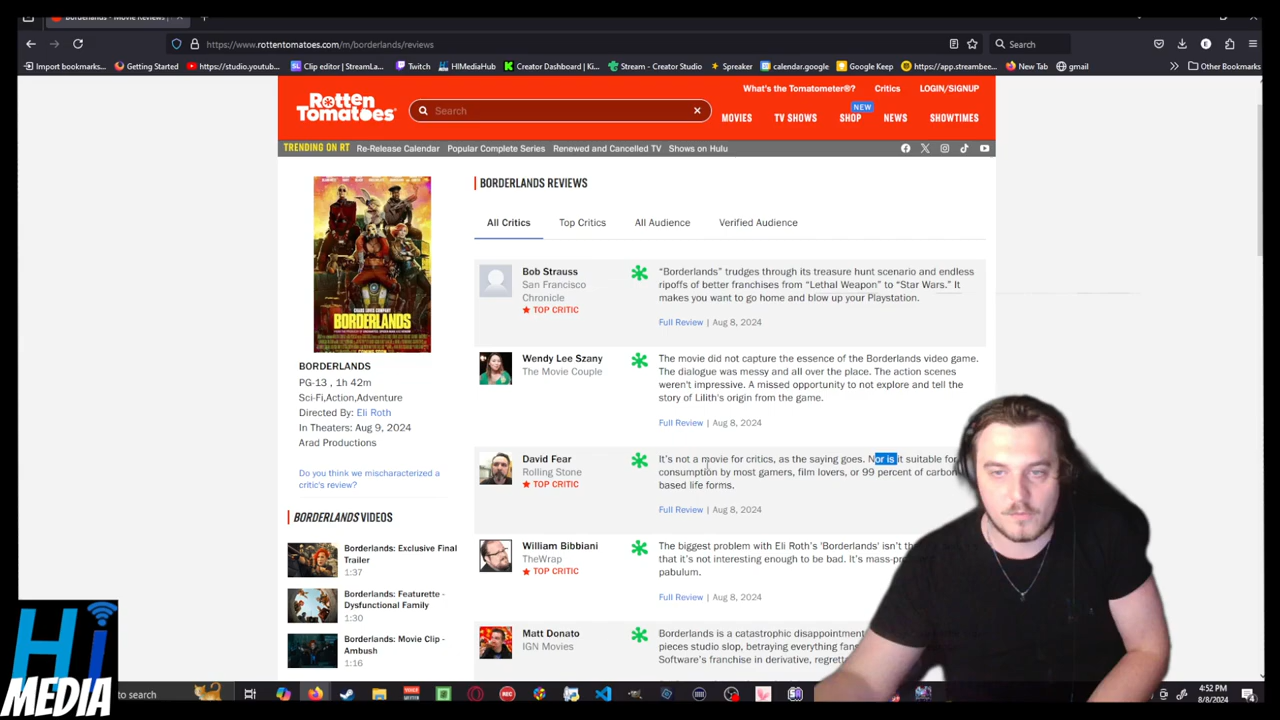 Borderlands - Movie Reviews
https://www.rottentomatoes.com/m/borderlands/reviews
Search
Import bookmarks...
Getting Started
https://studio.youtub...
Clip editor | StreamLa...
Twitch
HIMediaHub
Creator Dashboard | Ki...
Stream - Creator Studio
Spreaker
calendar.google
Google Keep
https://app.streambee...
New Tab
gmail
Other Bookmarks
What's the Tomatometer®?
Critics
LOGIN/SIGNUP
Rotten
Tomatoes
Search
MOVIES
TV SHOWS
NEW
SHOP
NEWS
SHOWTIMES
TRENDING ON RT
Re-Release Calendar
Popular Complete Series
Renewed and Cancelled TV
Shows on Hulu
BORDERLANDS
BORDERLANDS
PG-13 , 1h 42m
Sci-Fi,Action,Adventure
Directed By: Eli Roth
In Theaters: Aug 9, 2024
Arad Productions
Do you think we mischaracterized a
critic's review?
BORDERLANDS VIDEOS
Borderlands: Exclusive Final
Trailer
1:37
Borderlands: Featurette -
Dysfunctional Family
1:30
Borderlands: Movie Clip -
Ambush
1:16
BORDERLANDS REVIEWS
All Critics
Top Critics
All Audience
Verified Audience
Bob Strauss
San Francisco
Chronicle
TOP CRITIC
“Borderlands” trudges through its treasure hunt scenario and endless
ripoffs of better franchises from “Lethal Weapon” to “Star Wars.” It
makes you want to go home and blow up your Playstation.
Full Review | Aug 8, 2024
Wendy Lee Szany
The Movie Couple
The movie did not capture the essence of the Borderlands video game.
The dialogue was messy and all over the place. The action scenes
weren't impressive. A missed opportunity to not explore and tell the
story of Lilith's origin from the game.
Full Review | Aug 8, 2024
David Fear
Rolling Stone
TOP CRITIC
It's not a movie for critics, as the saying goes. Nor is it suitable for
consumption by most gamers, film lovers, or 99 percent of carbon
based life forms.
Full Review | Aug 8, 2024
William Bibbiani
TheWrap
TOP CRITIC
The biggest problem with Eli Roth's 'Borderlands' isn't
that it's not interesting enough to be bad. It's
pabulum.
Full Review | Aug 8, 2024
Matt Donato
IGN Movies
Borderlands is a catastrophic disappointment
pieces studio slop, betraying everything
Software's franchise in derivative,
Hi
MEDIA
to search
REC
4:52 PM
8/8/2024